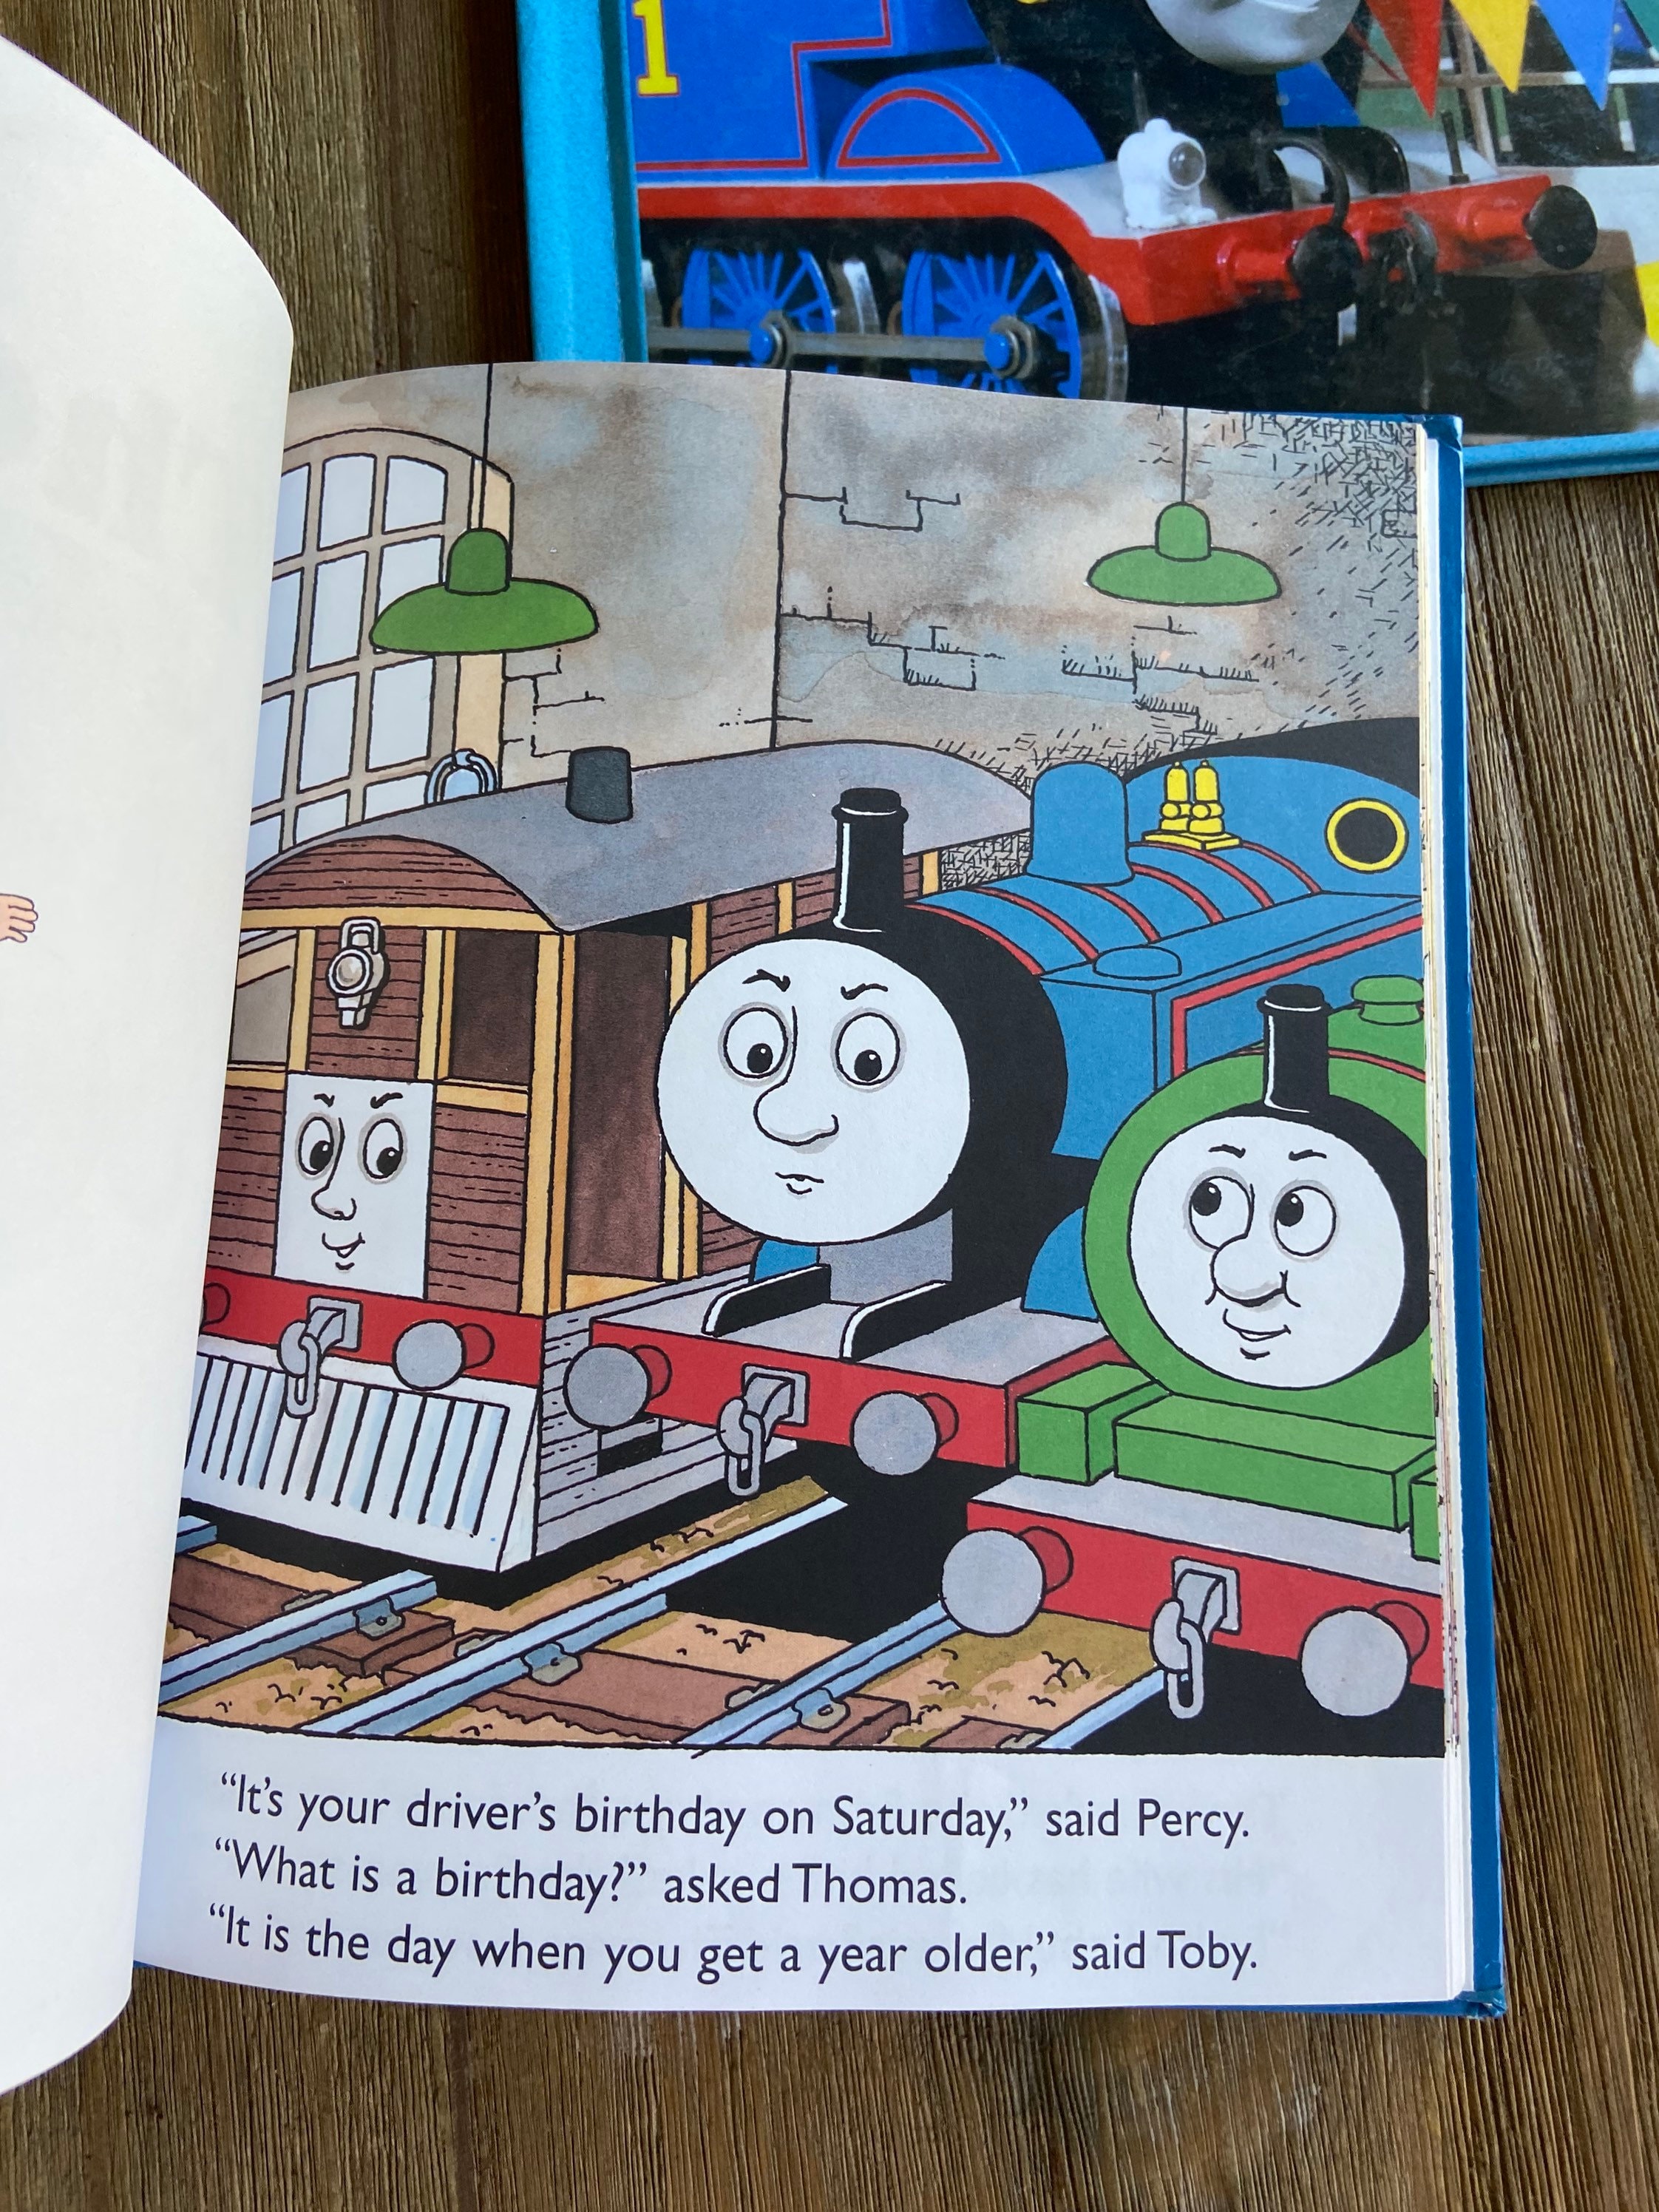 1
“It’s your driver’s birthday on Saturday,” said Percy.
“What is a birthday?” asked Thomas.
“It is the day when you get a year older,” said Toby.